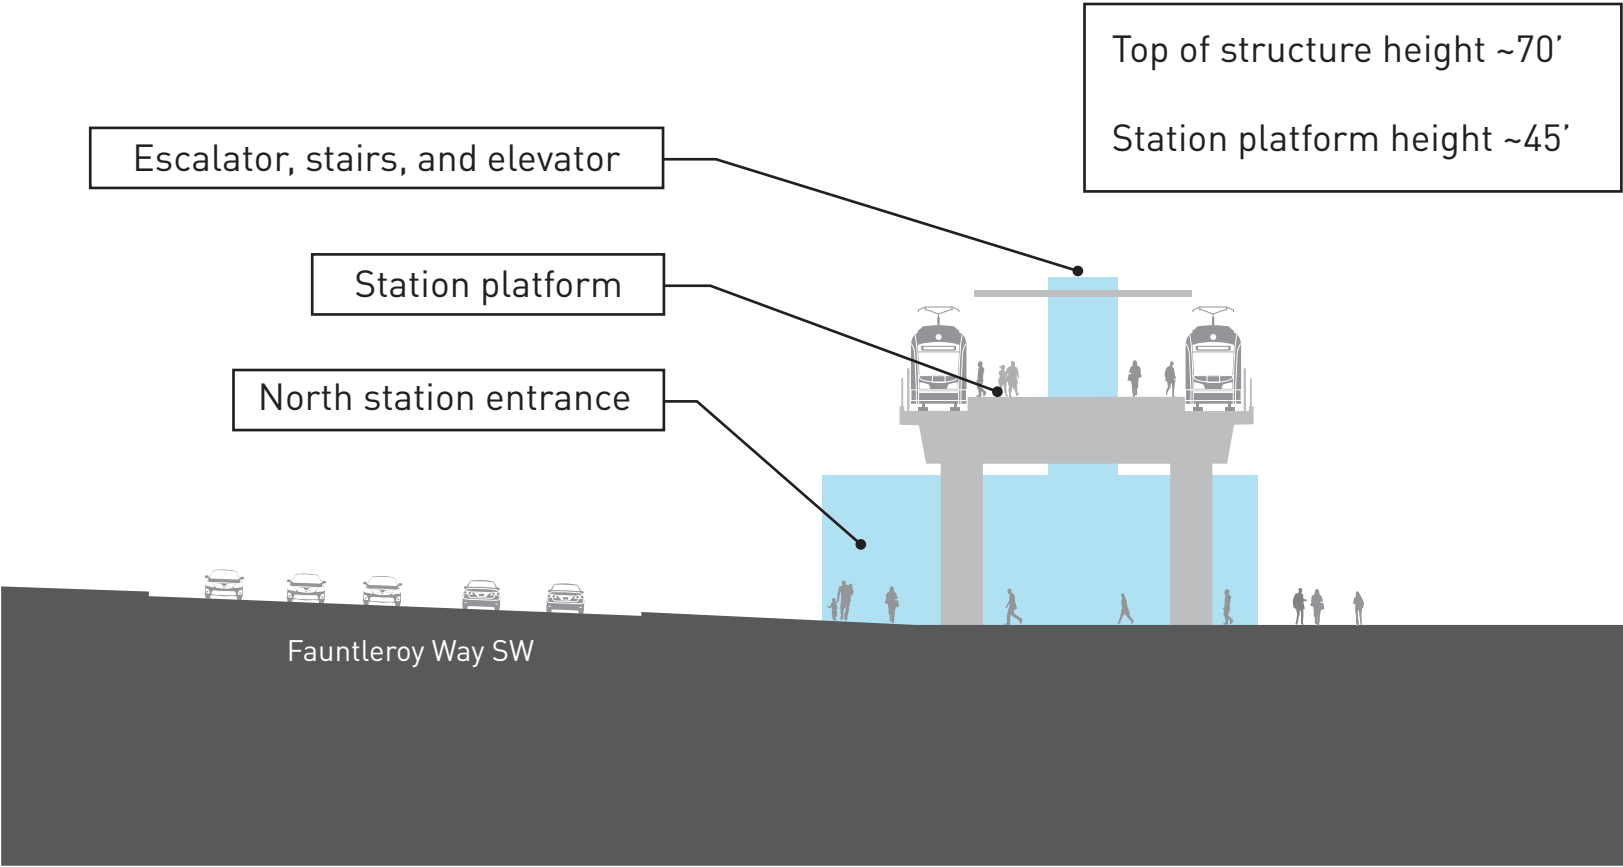 Top of structure height ~70’
Station platform height ~45’
Escalator, stairs, and elevator
Station platform
North station entrance
Fauntleroy Way SW